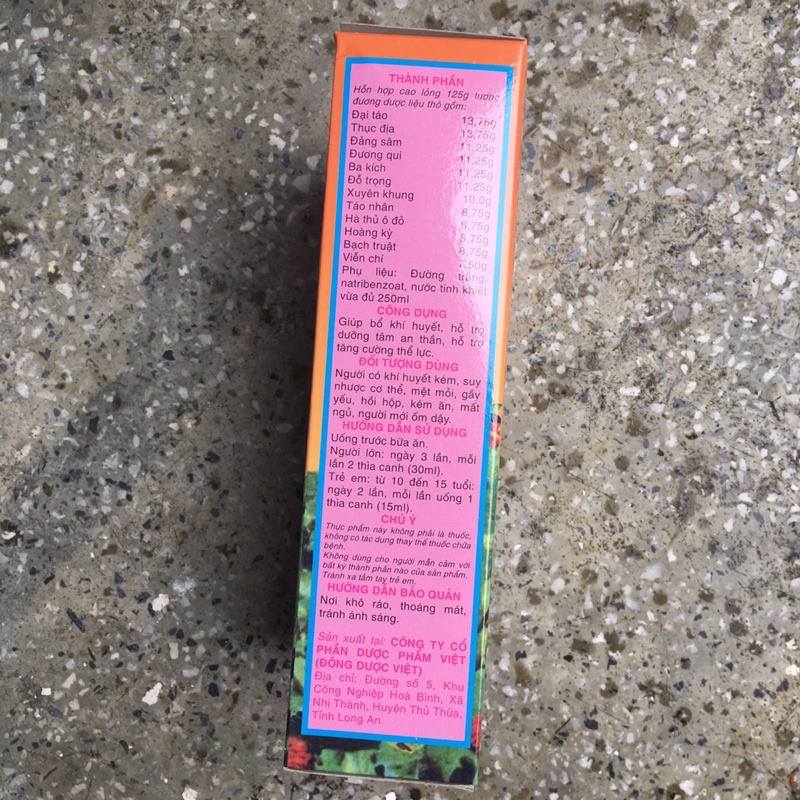 THÀNH PHẦN
Hỗn hợp cao lỏng 125g tương
đương dược liệu thô gồm:
Đại táo 13,75g
Thục địa 13,75g
Đảng sâm 11,25g
Đương qui 11,25g
Ba kích 11,25g
Đỗ trọng 11,25g
Xuyên khung 10.0g
Táo nhân 8,75g
Hà thủ ô đỏ 8,75g
Hoàng kỳ 8,75g
Bạch truật 8,75g
Viễn chí 7.50g
Phụ liệu: Đường trắng,
natribenzoat, nước tinh khiết
vừa đủ 250ml
CÔNG DỤNG
Giúp bổ khí huyết, hỗ trợ
dưỡng tâm an thần, hỗ trợ
tăng cường thể lực.
ĐỐI TƯỢNG DÙNG
Người có khí huyết kém, suy
nhược cơ thể, mệt mỏi, gầy
yếu, hồi hộp, kém ăn, mất
ngủ, người mới ốm dậy.
HƯỚNG DẪN SỬ DỤNG
Uống trước bữa ăn.
Người lớn: ngày 3 lần, mỗi
lần 2 thìa canh (30ml).
Trẻ em: từ 10 đến 15 tuổi:
ngày 2 lần, mỗi lần uống 1
thìa canh (15ml).
CHÚ Ý
Thực phẩm này không phải là thuốc,
không có tác dụng thay thế thuốc chữa
bệnh.
Không dùng cho người mẫn cảm với
bất kỳ thành phần nào của sản phẩm.
Tránh xa tầm tay trẻ em.
HƯỚNG DẪN BẢO QUẢN
Nơi khô ráo, thoáng mát,
tránh ánh sáng.
Sản xuất tại: CÔNG TY CỔ
PHẦN DƯỢC PHẨM VIỆT
(ĐÔNG DƯỢC VIỆT)
Địa chỉ: Đường số 5, Khu
Công Nghiệp Hoà Bình, Xã
Nhị Thành, Huyện Thủ Thừa,
Tỉnh Long An.